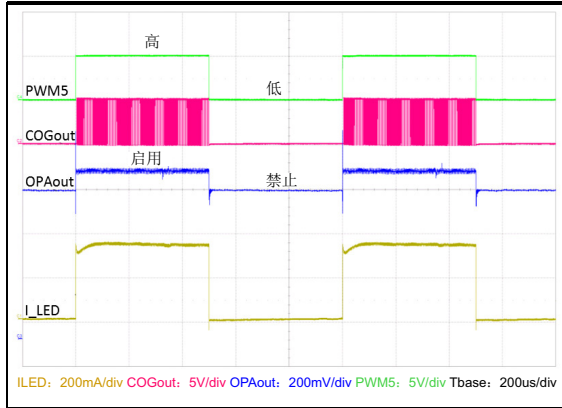 高
PWM5
低
COGout
启用
OPAout
禁止
I_LED
ILED：200mA/div COGout：5V/div OPAout：200mV/div PWM5：5V/div Tbase：200us/div